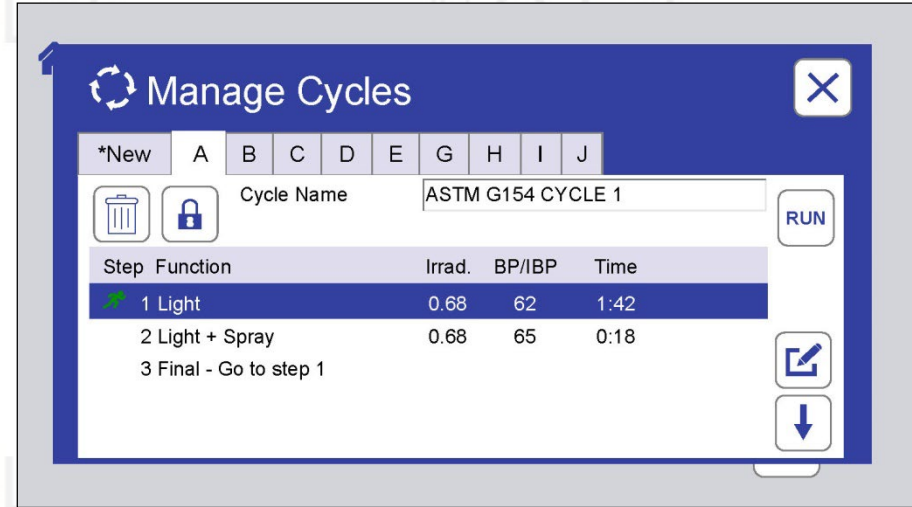 Manage Cycles
*New A B C D E G H I J
Cycle Name ASTM G154 CYCLE 1
RUN
Step Function Irrad. BP/IBP Time
1 Light 0.68 62 1:42
2 Light + Spray 0.68 65 0:18
3 Final - Go to step 1